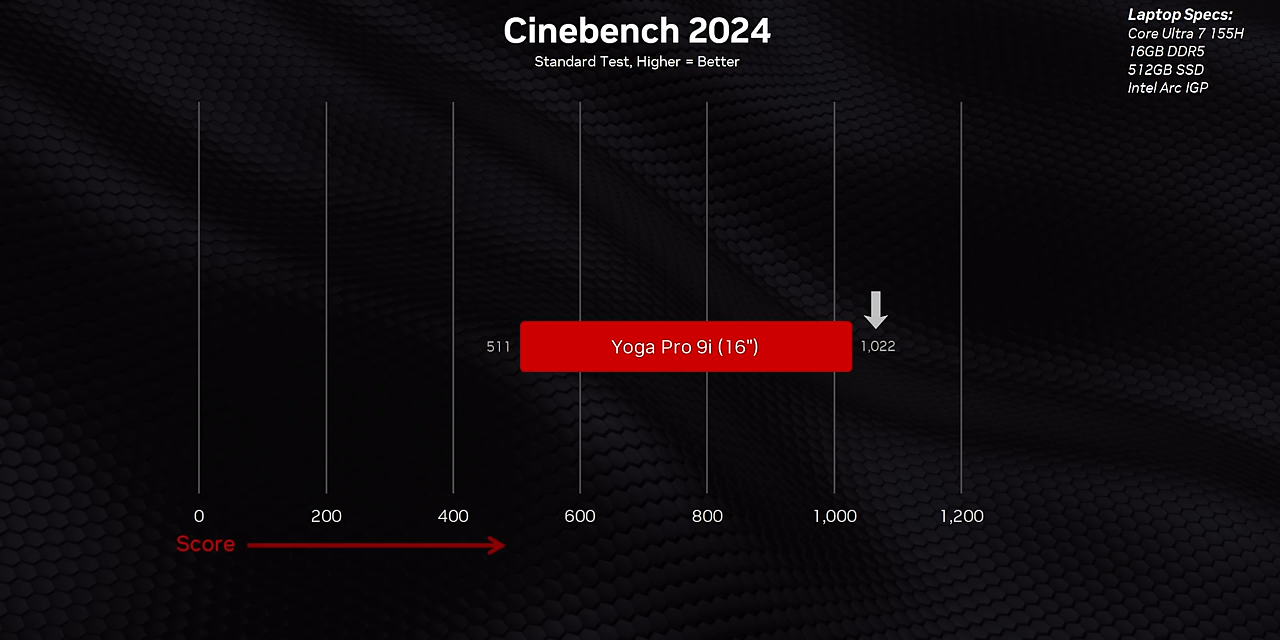 Cinebench 2024
Standard Test, Higher = Better
Laptop Specs:
Core Ultra 7 155H
16GB DDR5
512GB SSD
Intel Arc IGP
511 Yoga Pro 9i (16") 1,022
0 200 400 600 800 1,000 1,200
Score